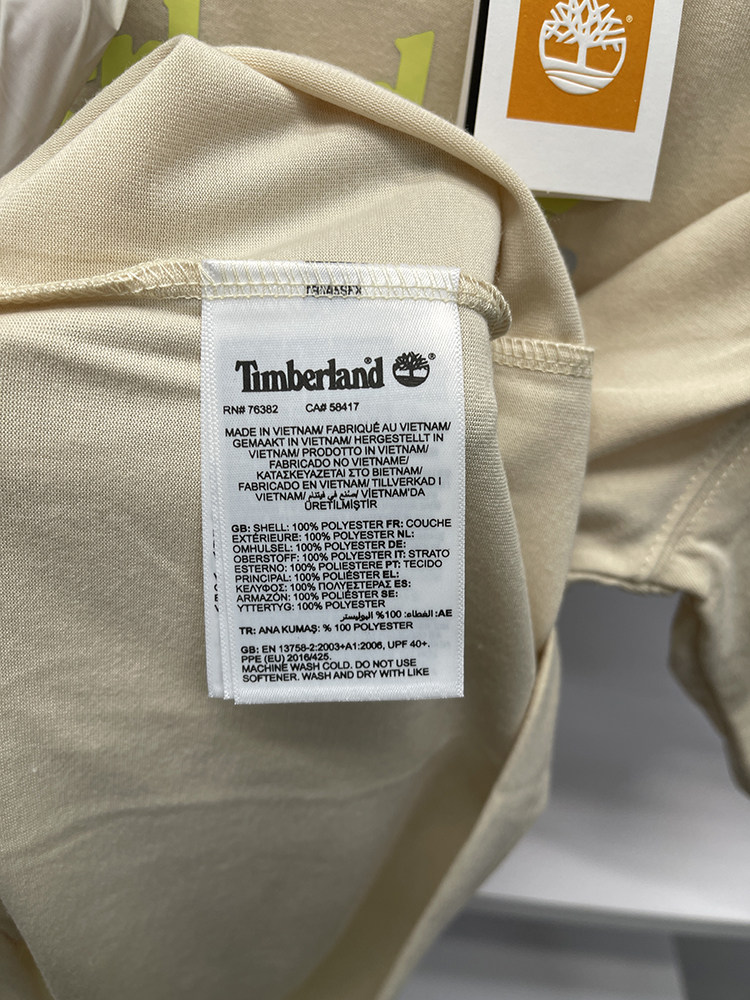 Timberland® ®
RN# 76382 CA# 58417
MADE IN VIETNAM/ FABRIQUÉ AU VIETNAM/
GEMAAKT IN VIETNAM/ HERGESTELLT IN
VIETNAM/ PRODOTTO IN VIETNAM/
FABRICADO NO VIETNAME/
ΚΑΤΑΣΚΕΥΑΖΕΤΑΙ ΣΤΟ ΒΙΕΤΝΑΜ/
FABRICADO EN VIETNAM/ TILLVERKAD I
VIETNAM/ صنع في فيتنام/ VİETNAM'DA
ÜRETİLMİŞTİR
GB: SHELL: 100% POLYESTER FR: COUCHE
EXTÉRIEURE: 100% POLYESTER NL:
OMHULSEL: 100% POLYESTER DE:
OBERSTOFF: 100% POLYESTER IT: STRATO
ESTERNO: 100% POLIESTERE PT: TECIDO
PRINCIPAL: 100% POLIÉSTER EL:
ΚΕΛΥΦΟΣ: 100% ΠΟΛΥΕΣΤΕΡΑΣ ES:
ARMAZÓN: 100% POLIÉSTER SE:
YTTERTYG: 100% POLYESTER
AE: الغطاء: 100% البوليستر
TR: ANA KUMAŞ: % 100 POLYESTER
GB: EN 13758-2:2003+A1:2006, UPF 40+.
PPE (EU) 2016/425.
MACHINE WASH COLD. DO NOT USE
SOFTENER. WASH AND DRY WITH LIKE